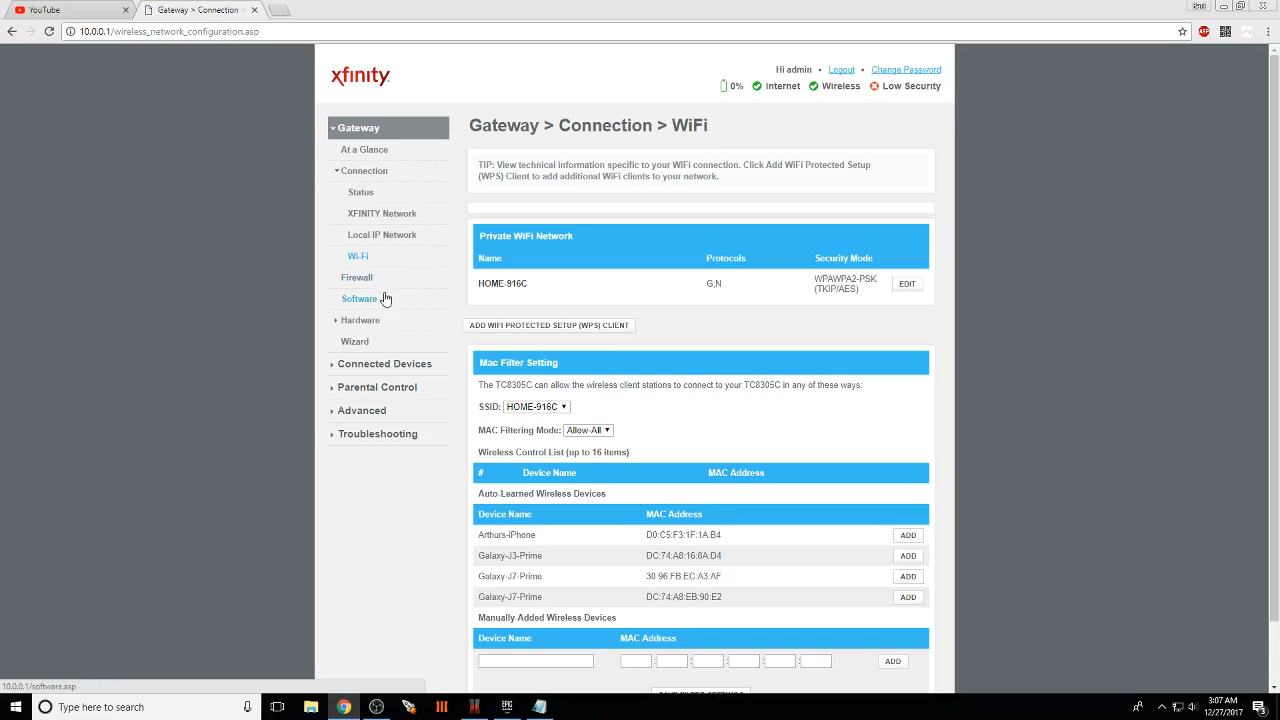 YouTube
Gateway > Connection >
10.0.0.1/wireless_network_configuration.asp
xfinity
Hi admin • Logout • Change Password
0% Internet Wireless Low Security
Gateway
At a Glance
Connection
Status
XFINITY Network
Local IP Network
Wi-Fi
Firewall
Software
Hardware
Wizard
Connected Devices
Parental Control
Advanced
Troubleshooting
Gateway > Connection > WiFi
TIP: View technical information specific to your WiFi connection. Click Add WiFi Protected Setup
(WPS) Client to add additional WiFi clients to your network.
Private WiFi Network
Name Protocols Security Mode
HOME-916C G,N WPAWPA2-PSK
(TKIP/AES) EDIT
ADD WIFI PROTECTED SETUP (WPS) CLIENT
Mac Filter Setting
The TC8305C can allow the wireless client stations to connect to your TC8305C in any of these ways:
SSID: HOME-916C
MAC Filtering Mode: Allow-All
Wireless Control List (up to 16 items)
# Device Name MAC Address
Auto-Learned Wireless Devices
Device Name MAC Address
Arthurs-iPhone D0:C5:F3:1F:1A:B4 ADD
Galaxy-J3-Prime DC:74:A8:16:8A:D4 ADD
Galaxy-J7-Prime 30:96:FB:EC:A3:AF ADD
Galaxy-J7-Prime DC:74:A8:EB:90:E2 ADD
Manually-Added Wireless Devices
Device Name MAC Address
: : : : : ADD
SAVE FILTER SETTINGS
10.0.0.1/software.asp
Type here to search
EPIC
3:07 AM
12/27/2017